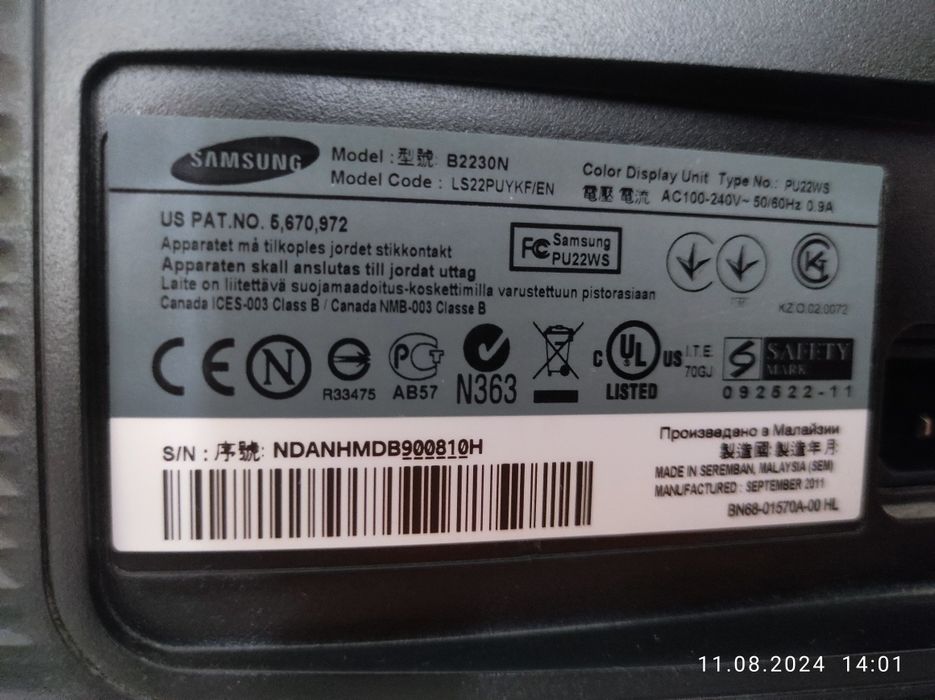 SAMSUNG
Model : 型號: B2230N
Model Code : LS22PUYKF/EN
Color Display Unit Type No.: PU22WS
電壓 電流 AC100-240V~ 50/60Hz 0.9A
US PAT.NO. 5,670,972
Apparatet må tilkoples jordet stikkontakt
Apparaten skall anslutas till jordat uttag
Laite on liitettävä suojamaadoitus-koskettimilla varustettuun pistorasiaan
Canada ICES-003 Class B / Canada NMB-003 Classe B
FC Samsung
PU22WS
KZ.O.02.0072
CE N R33475 AB57 N363
c UL US
LISTED
I.T.E.
70GJ
S SAFETY
MARK
092522-11
S/N : 序號: NDANHMDB900810H
Произведено в Малайзии
製造國 製造年月
MADE IN SEREMBAN, MALAYSIA (SEM)
MANUFACTURED : SEPTEMBER 2011
BN68-01570A-00 HL
11.08.2024 14:01